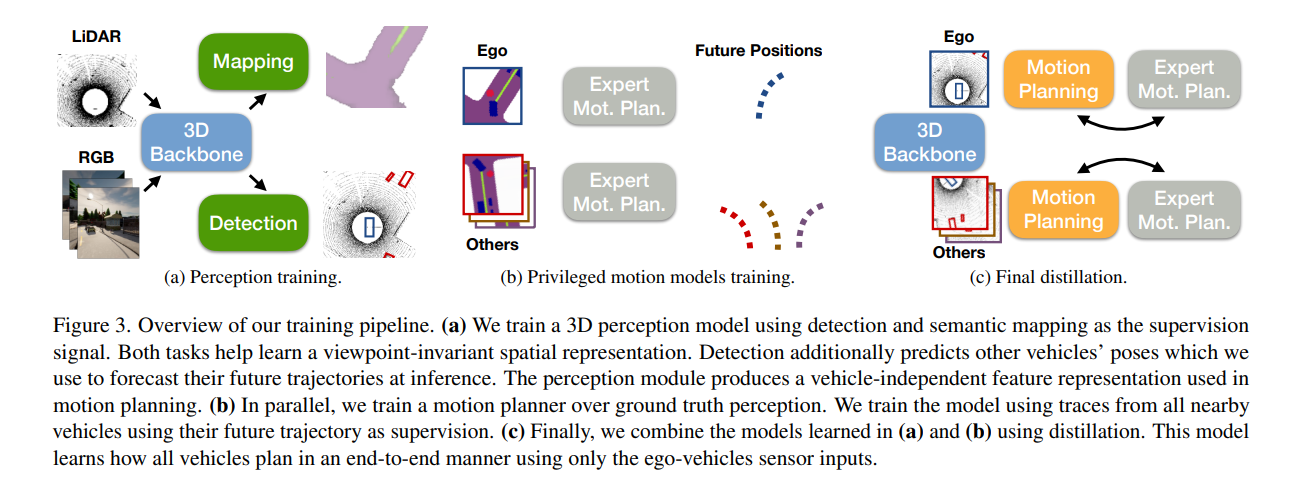 LiDAR
RGB
3D
Backbone
Mapping
Detection
(a) Perception training.
Ego
Expert
Mot. Plan.
Future Positions
Expert
Mot. Plan.
Others
(b) Privileged motion models training.
Ego
Motion
Planning
Expert
Mot. Plan.
3D
Backbone
Motion
Planning
Expert
Mot. Plan.
Others
(c) Final distillation.
Figure 3. Overview of our training pipeline. (a) We train a 3D perception model using detection and semantic mapping as the supervision
signal. Both tasks help learn a viewpoint-invariant spatial representation. Detection additionally predicts other vehicles’ poses which we
use to forecast their future trajectories at inference. The perception module produces a vehicle-independent feature representation used in
motion planning. (b) In parallel, we train a motion planner over ground truth perception. We train the model using traces from all nearby
vehicles using their future trajectory as supervision. (c) Finally, we combine the models learned in (a) and (b) using distillation. This model
learns how all vehicles plan in an end-to-end manner using only the ego-vehicles sensor inputs.